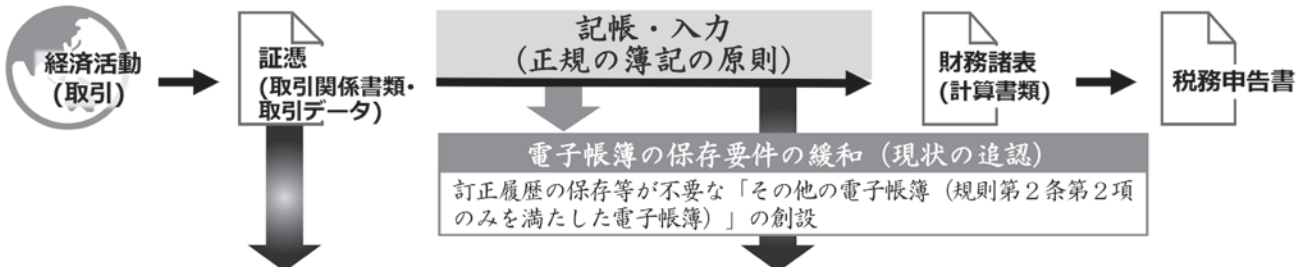 経済活動
(取引)
証憑
(取引関係書類・
取引データ)
記帳・入力
(正規の簿記の原則)
財務諸表
(計算書類)
税務申告書
電子帳簿の保存要件の緩和（現状の追認）
訂正履歴の保存等が不要な「その他の電子帳簿（規則第２条第２項
のみを満たした電子帳簿）」の創設